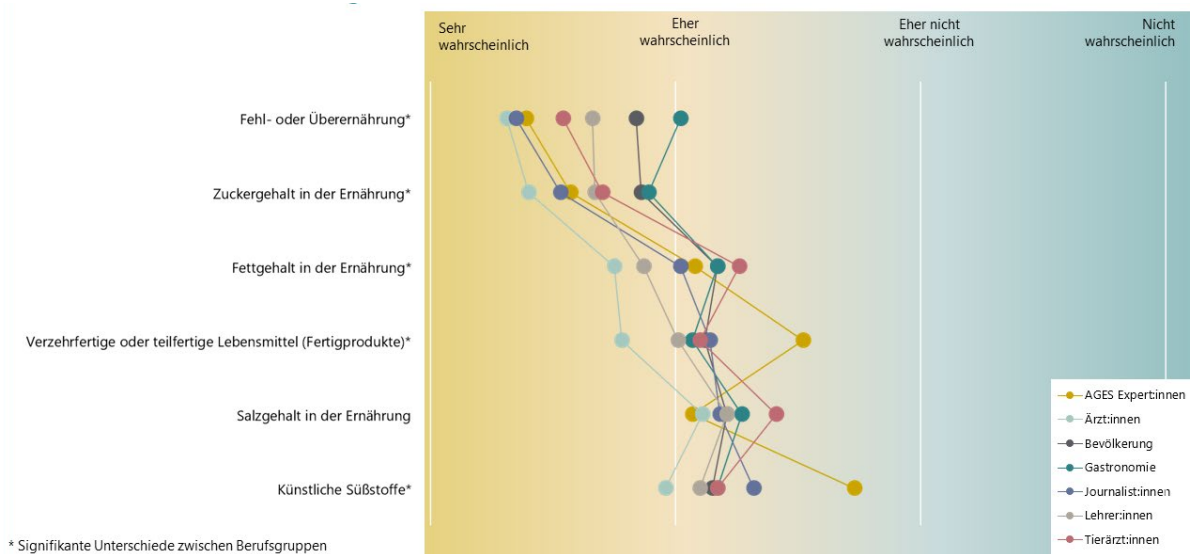 Sehr
wahrscheinlich
Eher
wahrscheinlich
Eher nicht
wahrscheinlich
Nicht
wahrscheinlich
Fehl- oder Überernährung*
Zuckergehalt in der Ernährung*
Fettgehalt in der Ernährung*
Verzehrfertige oder teilfertige Lebensmittel (Fertigprodukte)*
Salzgehalt in der Ernährung
Künstliche Süßstoffe*
AGES Expert:innen
Ärzt:innen
Bevölkerung
Gastronomie
Journalist:innen
Lehrer:innen
Tierärzt:innen
* Signifikante Unterschiede zwischen Berufsgruppen